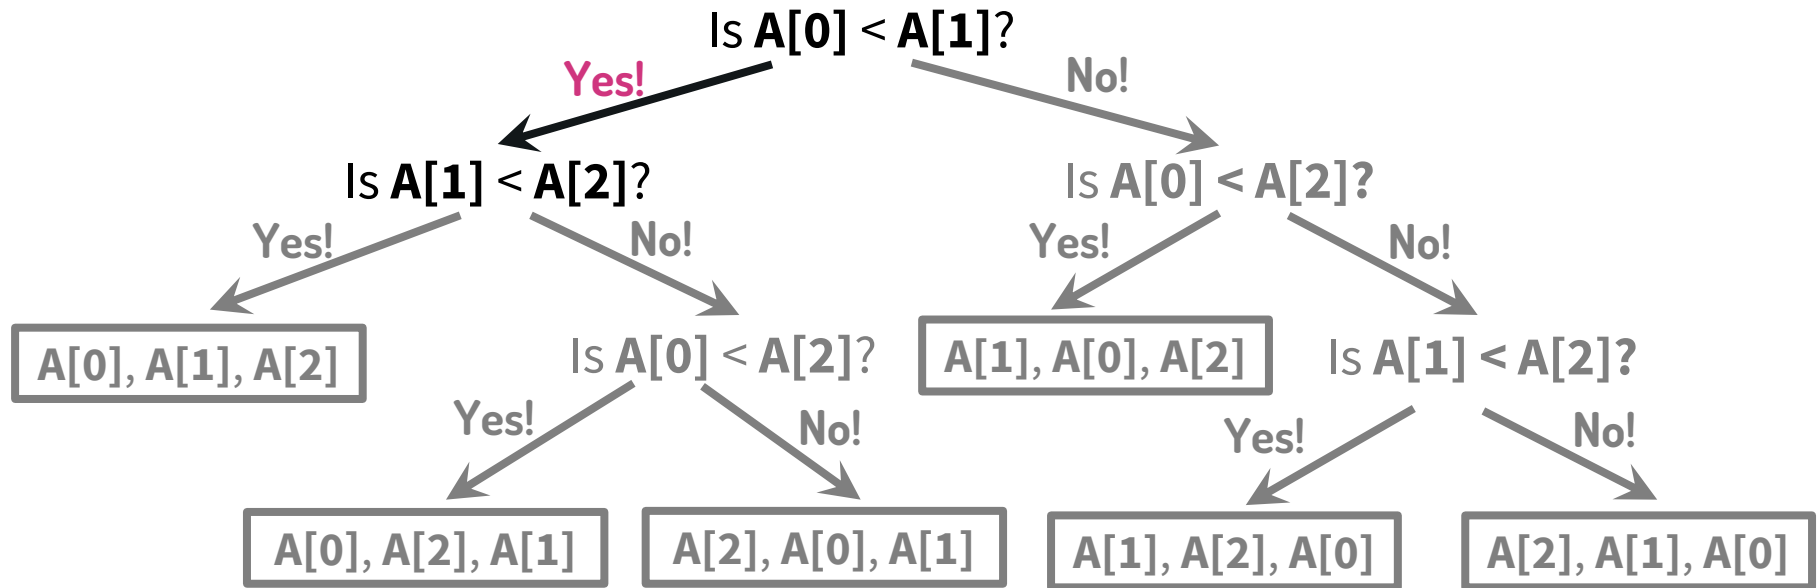 Is A[0] < A[1]?
Yes!
No!
Is A[1] < A[2]?
Is A[0] < A[2]?
Yes!
No!
Yes!
No!
A[0], A[1], A[2]
Is A[0] < A[2]?
A[1], A[0], A[2]
Is A[1] < A[2]?
Yes!
No!
Yes!
No!
A[0], A[2], A[1]
A[2], A[0], A[1]
A[1], A[2], A[0]
A[2], A[1], A[0]